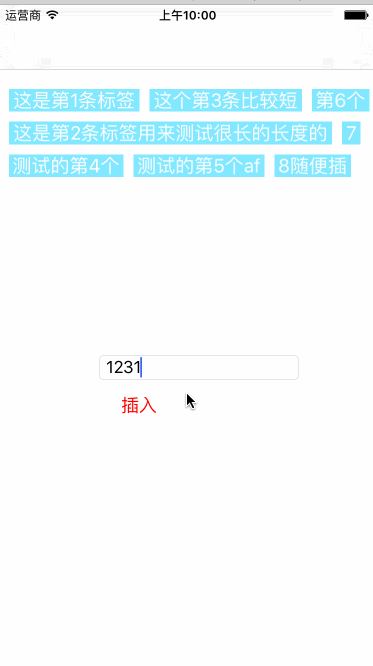 运营商 上午10:00
这是第1条标签 这个第3条比较短 第6个
这是第2条标签用来测试很长的长度的 7
测试的第4个 测试的第5个af 8随便插
1231
插入